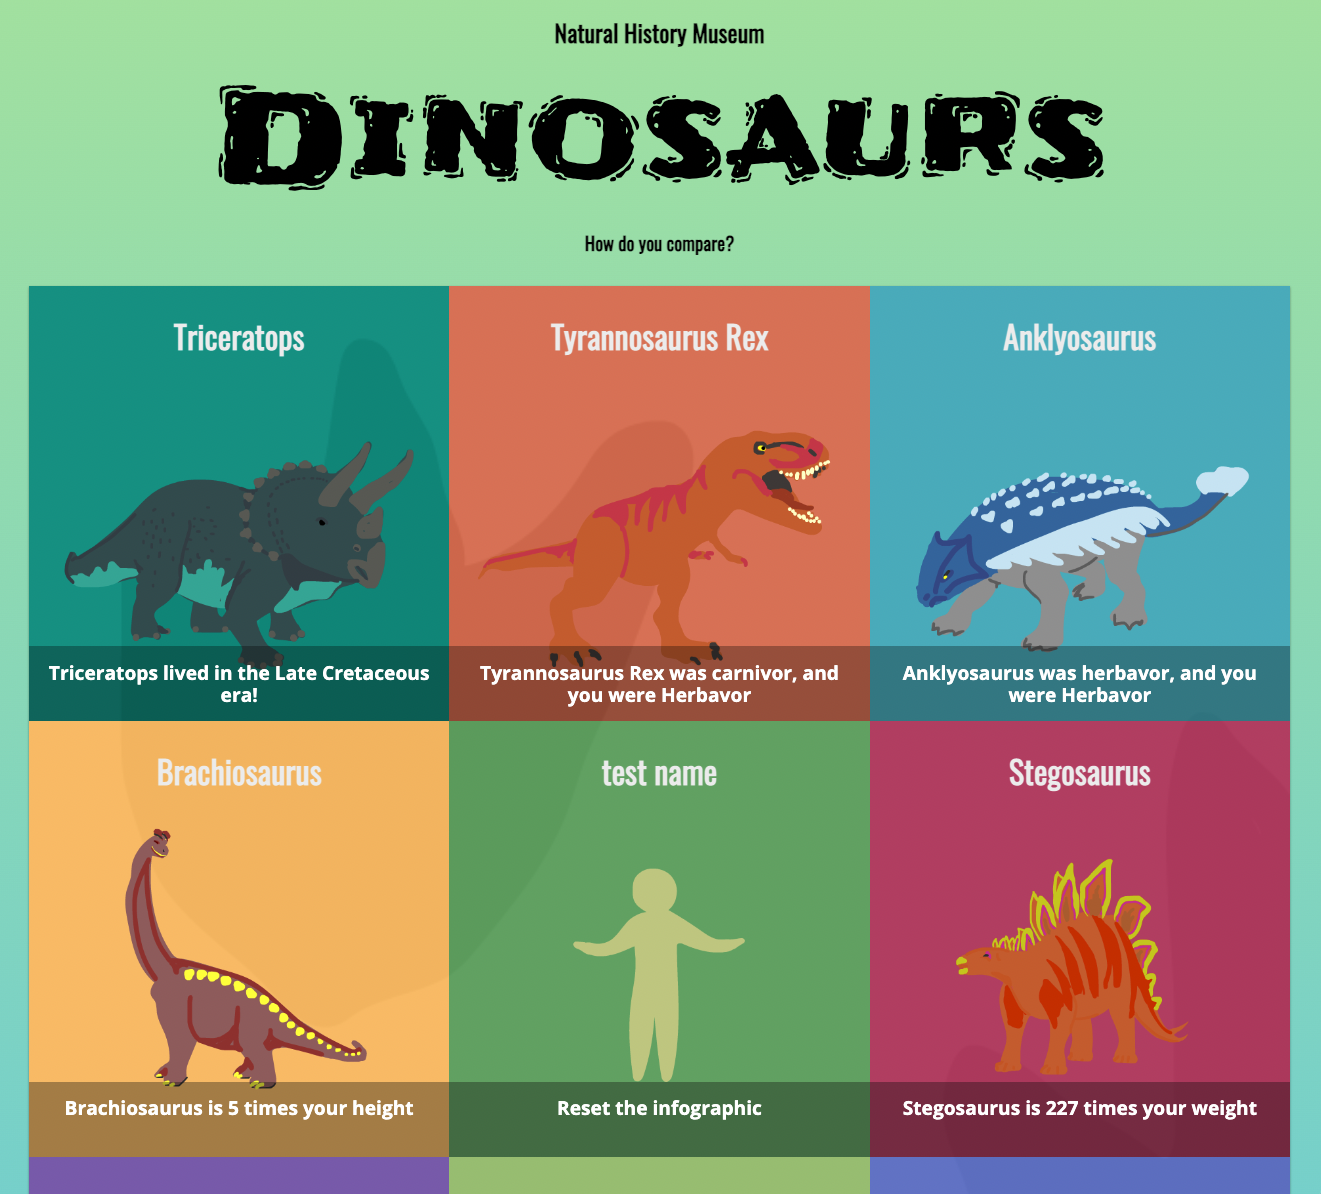 Natural History Museum
Dinosaurs
How do you compare?
Triceratops
Tyrannosaurus Rex
Anklyosaurus
Triceratops lived in the Late Cretaceous
era!
Tyrannosaurus Rex was carnivor, and
you were Herbavor
Anklyosaurus was herbavor, and you
were Herbavor
Brachiosaurus
test name
Stegosaurus
Brachiosaurus is 5 times your height
Reset the infographic
Stegosaurus is 227 times your weight